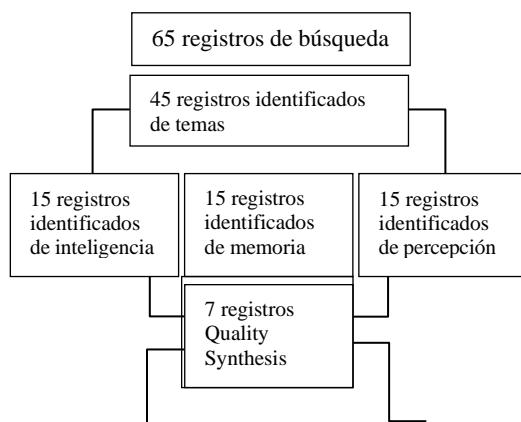 65 registros de búsqueda
45 registros identificados
de temas
15 registros
identificados
de inteligencia
15 registros
identificados
de memoria
15 registros
identificados
de percepción
7 registros
Quality
Synthesis